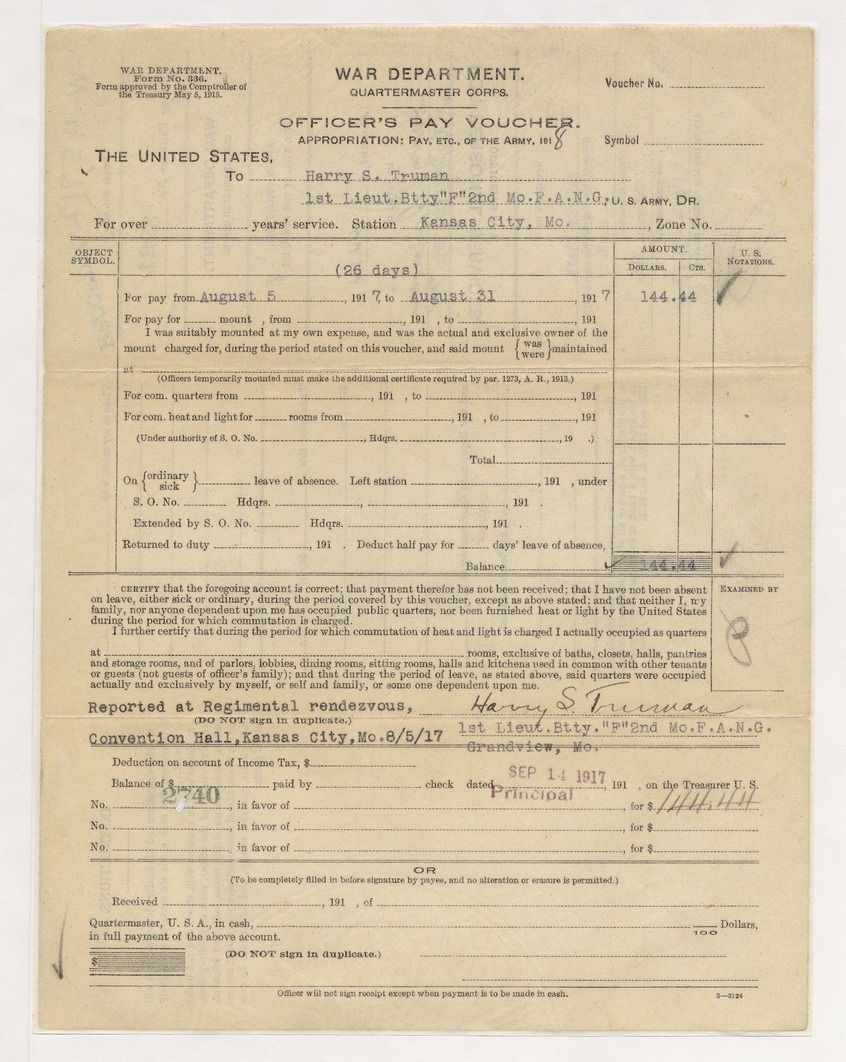 WAR DEPARTMENT.
Form No. 336.
Form approved by the Comptroller of
the Treasury May 5, 1915.
WAR DEPARTMENT.
QUARTERMASTER CORPS.
Voucher No.
OFFICER'S PAY VOUCHER.
APPROPRIATION: PAY, ETC., OF THE ARMY, 1918
Symbol
THE UNITED STATES,
To Harry S. Truman
1st Lieut.Btty"F"2nd Mo.F.A.N.G., U. S. ARMY, DR.
For over years' service. Station Kansas City, Mo. , Zone No.
OBJECT SYMBOL.
AMOUNT.
DOLLARS. CTS.
U. S. NOTATIONS.
(26 days)
For pay from August 5 , 1917, to August 31 , 1917 144.44
For pay for mount , from , 191 , to , 191
I was suitably mounted at my own expense, and was the actual and exclusive owner of the
mount charged for, during the period stated on this voucher, and said mount {was were} maintained
at
(Officers temporarily mounted must make the additional certificate required by par. 1273, A. R., 1913.)
For com. quarters from , 191 , to , 191
For com. heat and light for rooms from , 191 , to , 191
(Under authority of S. O. No. , Hdqrs. , 19 .)
Total
On {ordinary sick} leave of absence. Left station , 191 , under
S. O. No. Hdqrs. , 191 .
Extended by S. O. No. Hdqrs. , 191 .
Returned to duty , 191 . Deduct half pay for days' leave of absence,
Balance 144.44
CERTIFY that the foregoing account is correct; that payment therefor has not been received; that I have not been absent
on leave, either sick or ordinary, during the period covered by this voucher, except as above stated; and that neither I, my
family, nor anyone dependent upon me has occupied public quarters, nor been furnished heat or light by the United States
during the period for which commutation is charged.
EXAMINED BY
I further certify that during the period for which commutation of heat and light is charged I actually occupied as quarters
at rooms, exclusive of baths, closets, halls, pantries
and storage rooms, and of parlors, lobbies, dining rooms, sitting rooms, halls and kitchens used in common with other tenants
or guests (not guests of officer's family); and that during the period of leave, as stated above, said quarters were occupied
actually and exclusively by myself, or self and family, or some one dependent upon me.
Reported at Regimental rendezvous, Harry S. Truman
(DO NOT sign in duplicate.)
1st Lieut.Btty."F"2nd Mo.F.A.N.G.
Convention Hall,Kansas City,Mo.8/5/17
Grandview, Mo.
Deduction on account of Income Tax, $
SEP 14 1917
Balance of $ paid by check dated , 191 , on the Treasurer U. S.
2740
Principal
No. , in favor of , for $ 144.44
No. , in favor of , for $
No. , in favor of , for $
OR
(To be completely filled in before signature by payee, and no alteration or erasure is permitted.)
Received , 191 , of
Quartermaster, U. S. A., in cash, Dollars,
100
in full payment of the above account.
$
(DO NOT sign in duplicate.)
Officer will not sign receipt except when payment is to be made in cash.
3—5124